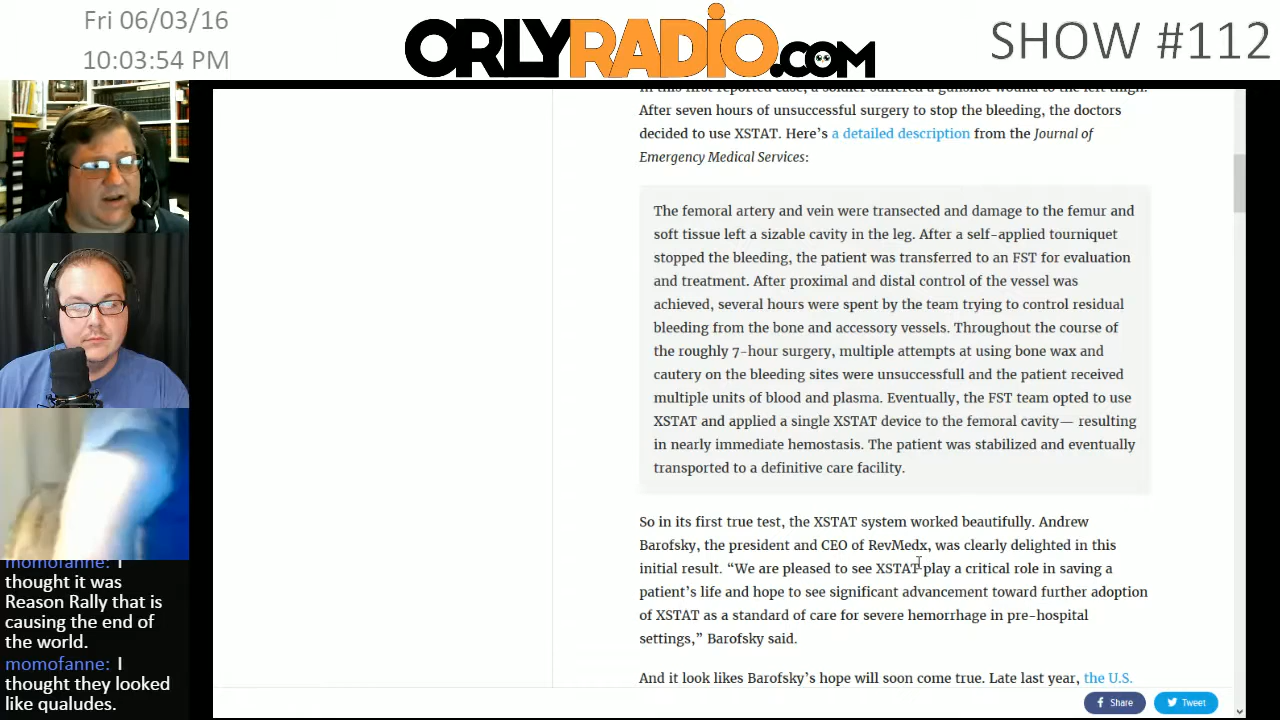 Fri 06/03/16
10:03:54 PM
ORLYRADiO.COM
SHOW #112
In this first reported case, a soldier suffered a gunshot wound to the left thigh.
After seven hours of unsuccessful surgery to stop the bleeding, the doctors
decided to use XSTAT. Here’s a detailed description from the Journal of
Emergency Medical Services:
The femoral artery and vein were transected and damage to the femur and
soft tissue left a sizable cavity in the leg. After a self-applied tourniquet
stopped the bleeding, the patient was transferred to an FST for evaluation
and treatment. After proximal and distal control of the vessel was
achieved, several hours were spent by the team trying to control residual
bleeding from the bone and accessory vessels. Throughout the course of
the roughly 7-hour surgery, multiple attempts at using bone wax and
cautery on the bleeding sites were unsuccessfull and the patient received
multiple units of blood and plasma. Eventually, the FST team opted to use
XSTAT and applied a single XSTAT device to the femoral cavity— resulting
in nearly immediate hemostasis. The patient was stabilized and eventually
transported to a definitive care facility.
So in its first true test, the XSTAT system worked beautifully. Andrew
Barofsky, the president and CEO of RevMedx, was clearly delighted in this
initial result. “We are pleased to see XSTAT play a critical role in saving a
patient’s life and hope to see significant advancement toward further adoption
of XSTAT as a standard of care for severe hemorrhage in pre-hospital
settings,” Barofsky said.
And it look likes Barofsky’s hope will soon come true. Late last year, the U.S.
Share
Tweet
momofanne: I
thought it was
Reason Rally that is
causing the end of
the world.
momofanne: I
thought they looked
like qualudes.